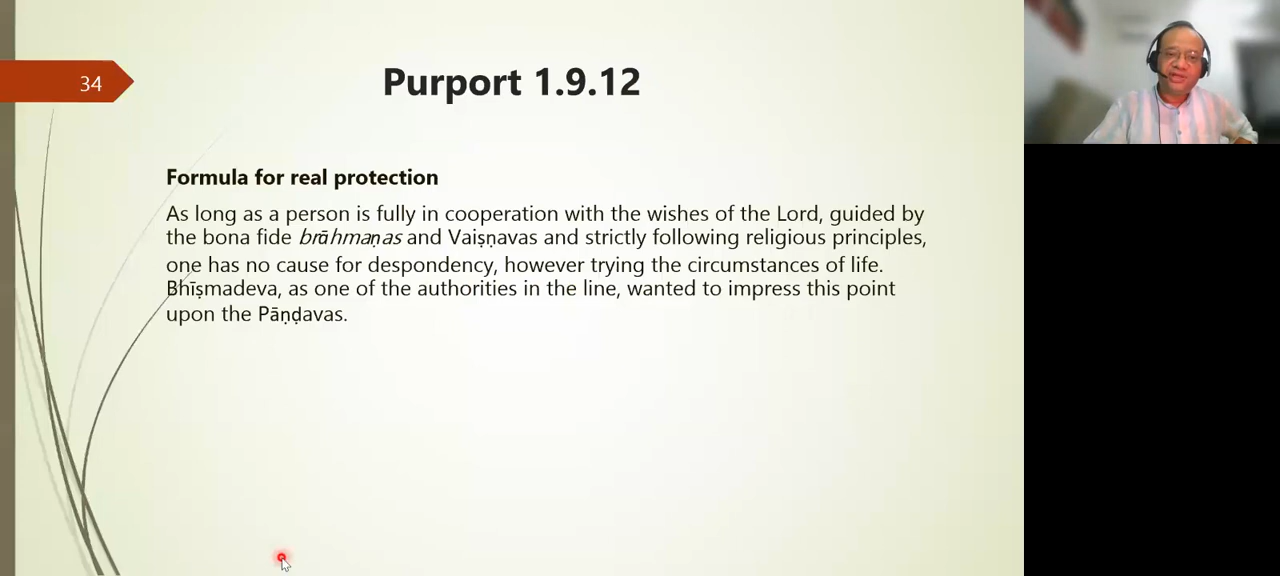 34
Purport 1.9.12
Formula for real protection
As long as a person is fully in cooperation with the wishes of the Lord, guided by
the bona fide brāhmaṇas and Vaiṣṇavas and strictly following religious principles,
one has no cause for despondency, however trying the circumstances of life.
Bhīṣmadeva, as one of the authorities in the line, wanted to impress this point
upon the Pāṇḍavas.